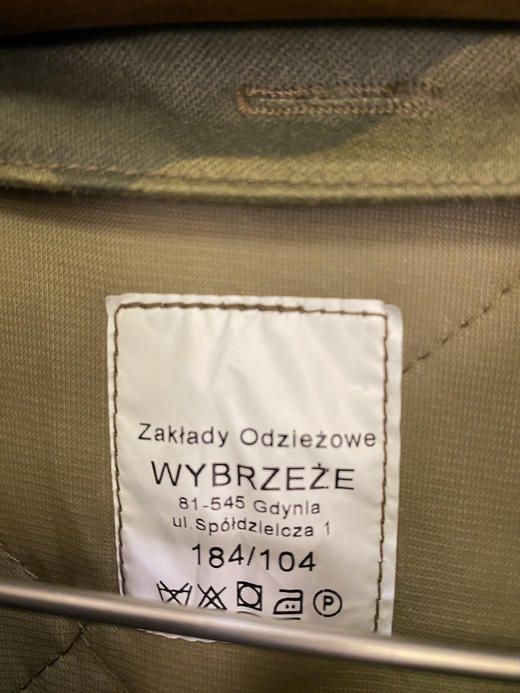 Zakłady Odzieżowe
WYBRZEŻE
81-545 Gdynia
ul.Spółdzielcza 1
184/104
P